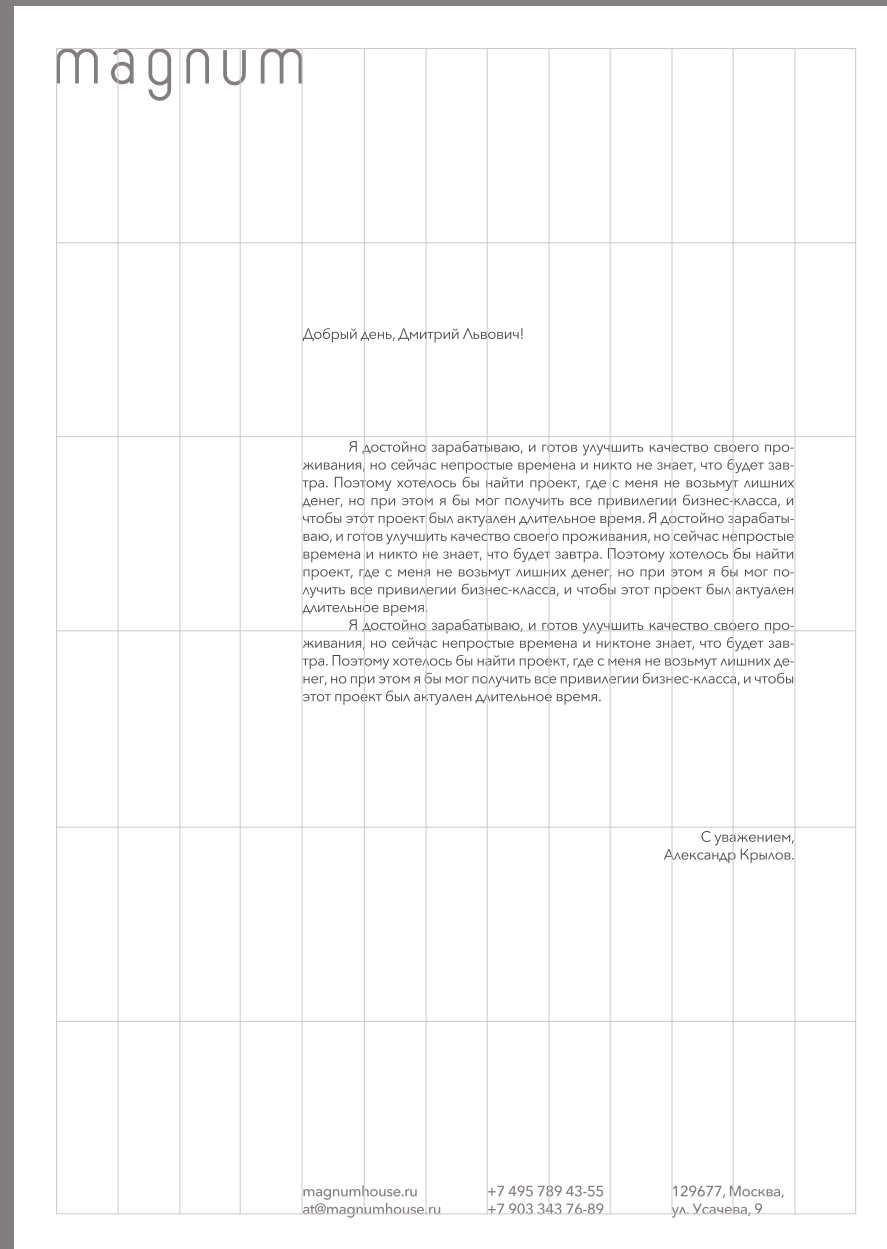 magnum
Добрый день, Дмитрий Львович!
Я достойно зарабатываю, и готов улучшить качество своего про-
живания, но сейчас непростые времена и никто не знает, что будет зав-
тра. Поэтому хотелось бы найти проект, где с меня не возьмут лишних
денег, но при этом я бы мог получить все привилегии бизнес-класса, и
чтобы этот проект был актуален длительное время. Я достойно зарабаты-
ваю, и готов улучшить качество своего проживания, но сейчас непростые
времена и никто не знает, что будет завтра. Поэтому хотелось бы найти
проект, где с меня не возьмут лишних денег, но при этом я бы мог по-
лучить все привилегии бизнес-класса, и чтобы этот проект был актуален
длительное время.
Я достойно зарабатываю, и готов улучшить качество своего про-
живания, но сейчас непростые времена и никтоне знает, что будет зав-
тра. Поэтому хотелось бы найти проект, где с меня не возьмут лишних де-
нег, но при этом я бы мог получить все привилегии бизнес-класса, и чтобы
этот проект был актуален длительное время.
С уважением,
Александр Крылов.
magnumhouse.ru +7 495 789 43-55 129677, Москва,
at@magnumhouse.ru +7 903 343 76-89 ул. Усачева, 9